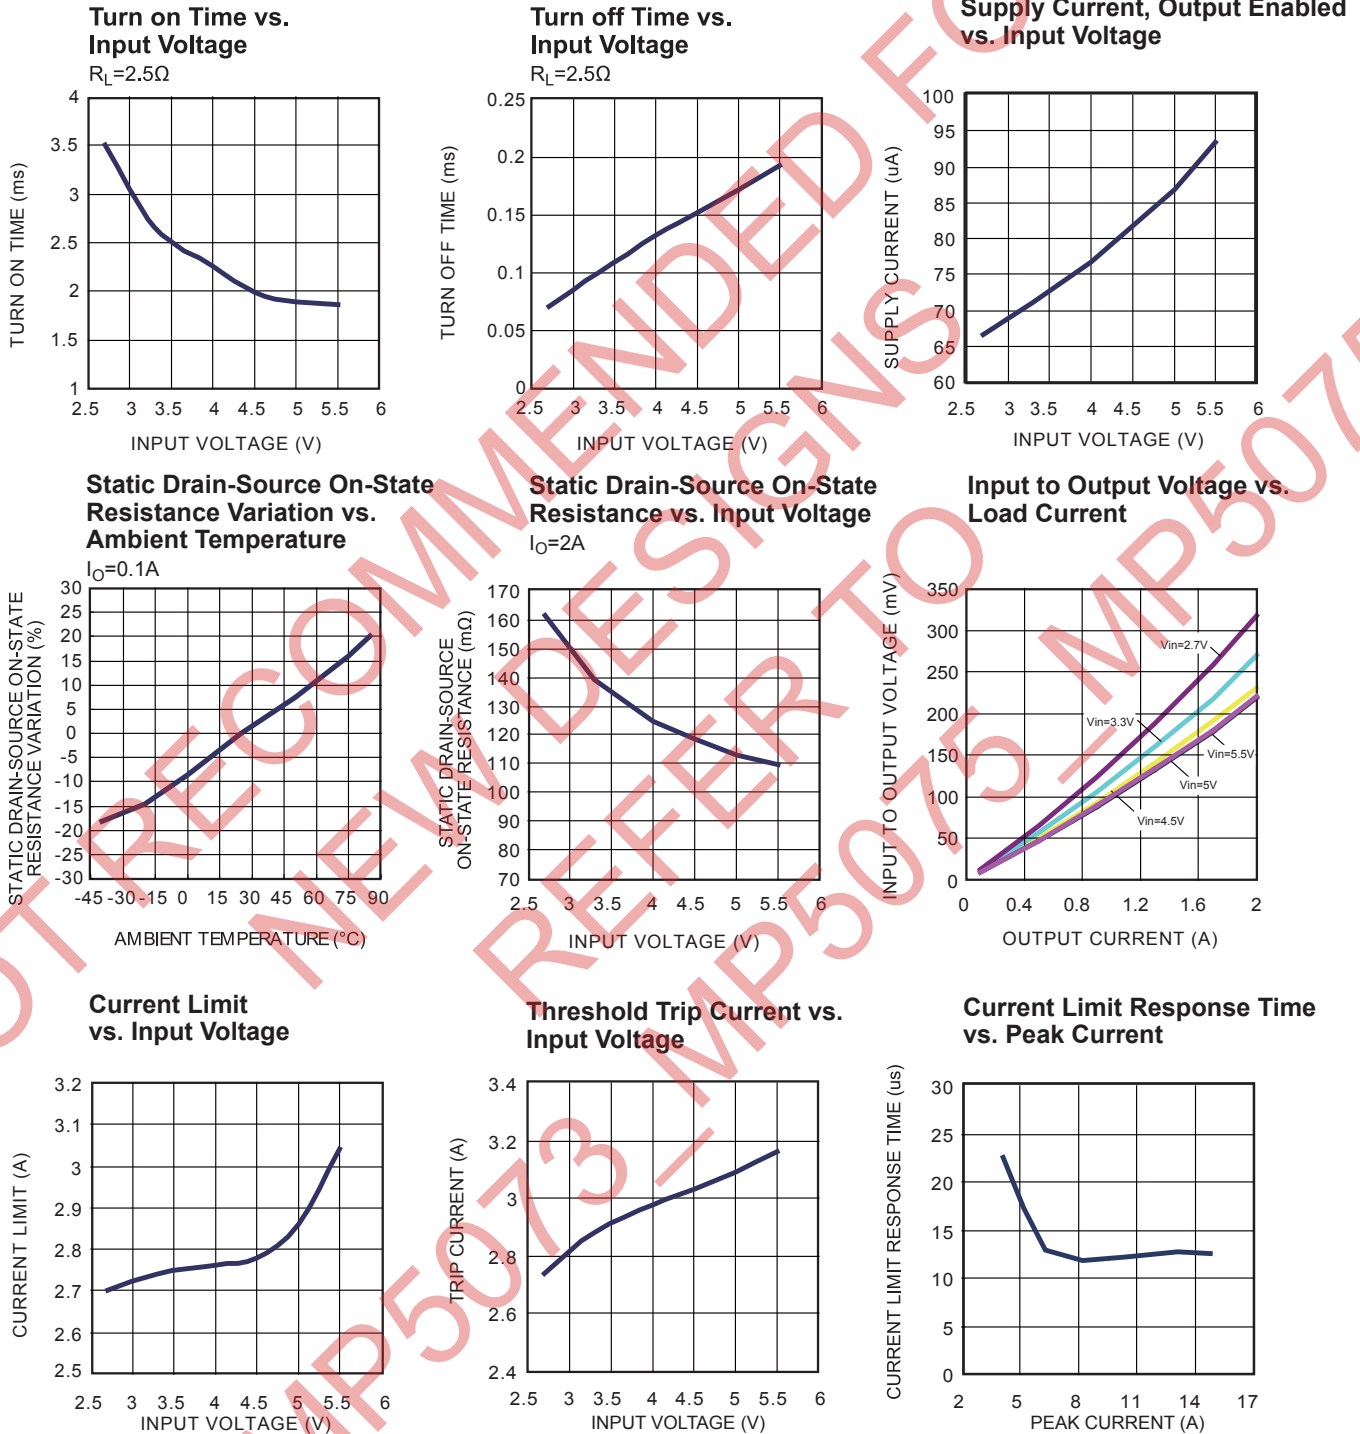 Turn on Time vs.
Input Voltage
RL=2.5Ω
4
3.5
3
2.5
2
1.5
1
TURN ON TIME (ms)
2.5 3 3.5 4 4.5 5 5.5 6
INPUT VOLTAGE (V)
Turn off Time vs.
Input Voltage
RL=2.5Ω
0.25
0.2
0.15
0.1
0.05
0
TURN OFF TIME (ms)
2.5 3 3.5 4 4.5 5 5.5 6
INPUT VOLTAGE (V)
Supply Current, Output Enabled
vs. Input Voltage
100
95
90
85
80
75
70
65
60
SUPPLY CURRENT (uA)
2.5 3 3.5 4 4.5 5 5.5 6
INPUT VOLTAGE (V)
Static Drain-Source On-State
Resistance Variation vs.
Ambient Temperature
IO=0.1A
30
25
20
15
10
5
0
-5
-10
-15
-20
-25
-30
STATIC DRAIN-SOURCE ON-STATE
RESISTANCE VARIATION (%)
-45 -30 -15 0 15 30 45 60 75 90
AMBIENT TEMPERATURE (°C)
Static Drain-Source On-State
Resistance vs. Input Voltage
IO=2A
170
160
150
140
130
120
110
100
90
80
70
STATIC DRAIN-SOURCE
ON-STATE RESISTANCE (mΩ)
2.5 3 3.5 4 4.5 5 5.5 6
INPUT VOLTAGE (V)
Input to Output Voltage vs.
Load Current
350
300
250
200
150
100
50
0
INPUT TO OUTPUT VOLTAGE (mV)
Vin=2.7V
Vin=3.3V
Vin=5.5V
Vin=5V
Vin=4.5V
0 0.4 0.8 1.2 1.6 2
OUTPUT CURRENT (A)
Current Limit
vs. Input Voltage
3.2
3.1
3
2.9
2.8
2.7
2.6
2.5
CURRENT LIMIT (A)
2.5 3 3.5 4 4.5 5 5.5 6
INPUT VOLTAGE (V)
Threshold Trip Current vs.
Input Voltage
3.4
3.2
3
2.8
2.6
2.4
TRIP CURRENT (A)
2.5 3 3.5 4 4.5 5 5.5 6
INPUT VOLTAGE (V)
Current Limit Response Time
vs. Peak Current
30
25
20
15
10
5
0
CURRENT LIMIT RESPONSE TIME (us)
2 5 8 11 14 17
PEAK CURRENT (A)
OT RECOMMENDED FO
NEW DESIGNS
REFER TO
MP5073_MP5075_MP5075